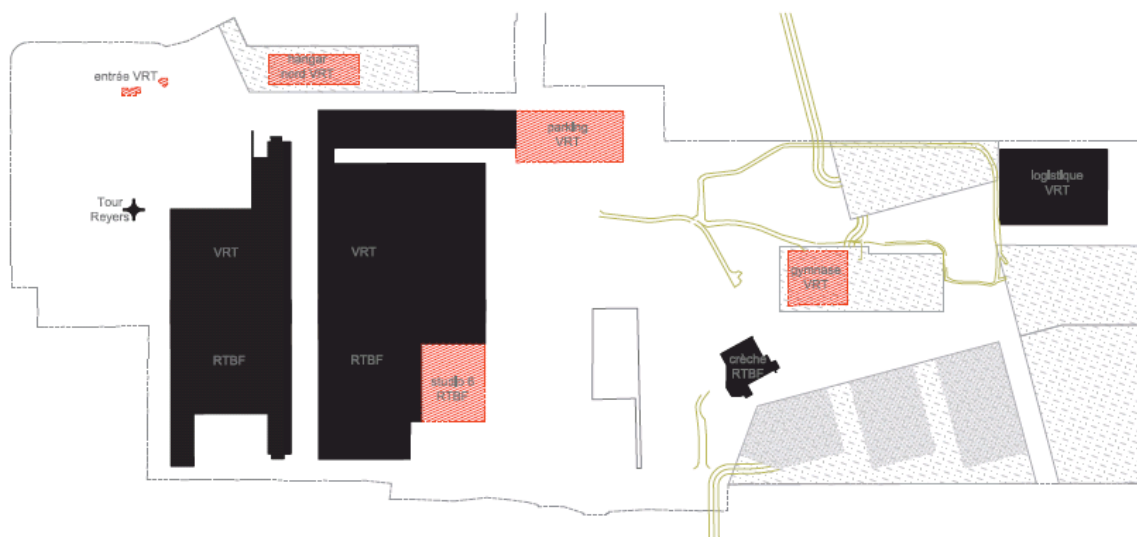 hangar
nord VRT
entrée VRT
parking
VRT
logistique
VRT
Tour
Reyers
VRT
VRT
gymnase
VRT
RTBF
RTBF
studio 6
RTBF
crèche
RTBF